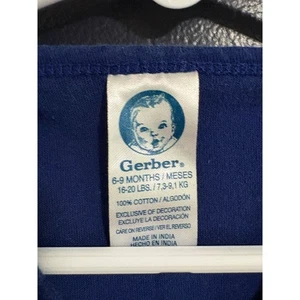 Gerber®
6-9 MONTHS / MESES
16-20 LBS. / 7,3-9,1 KG
100% COTTON / ALGODÓN
EXCLUSIVE OF DECORATION
EXCLUYE LA DECORACIÓN
CARE ON REVERSE / VER EL REVERSO
MADE IN INDIA
HECHO EN INDIA